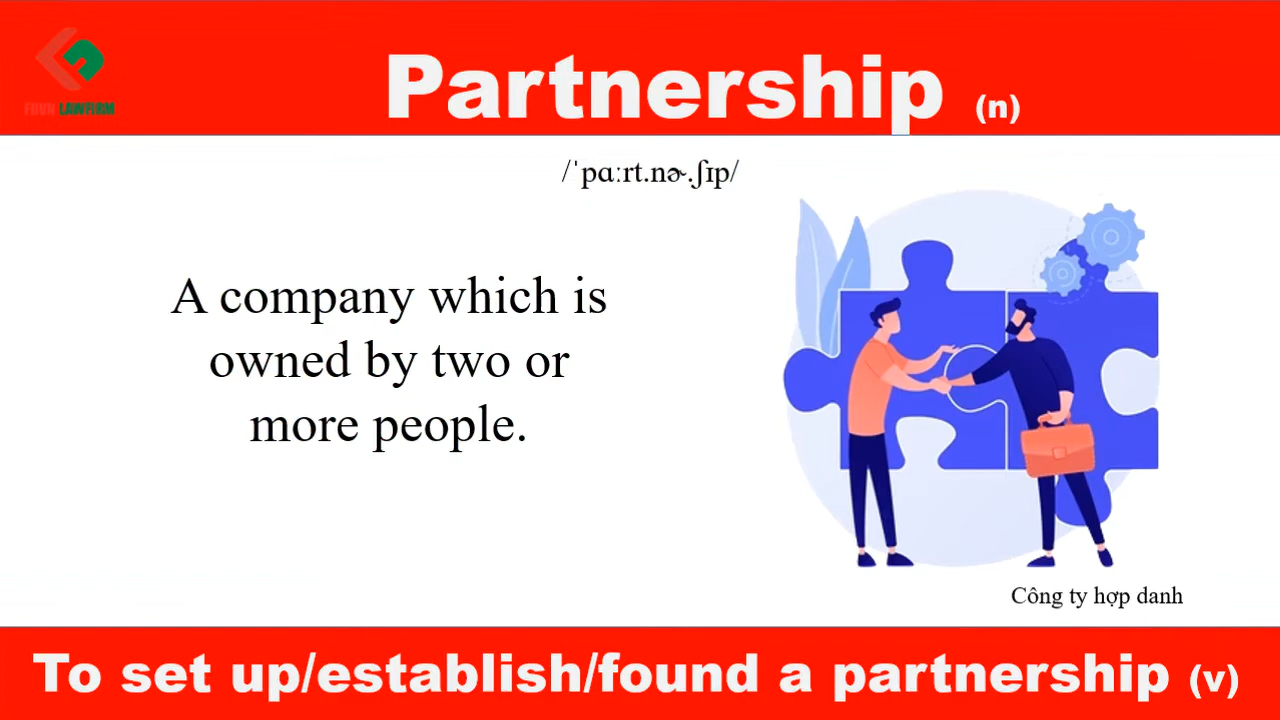 FDVN LAWFIRM
Partnership (n)
/ˈpɑːrt.nɚ.ʃɪp/
A company which is
owned by two or
more people.
Công ty hợp danh
To set up/establish/found a partnership (v)